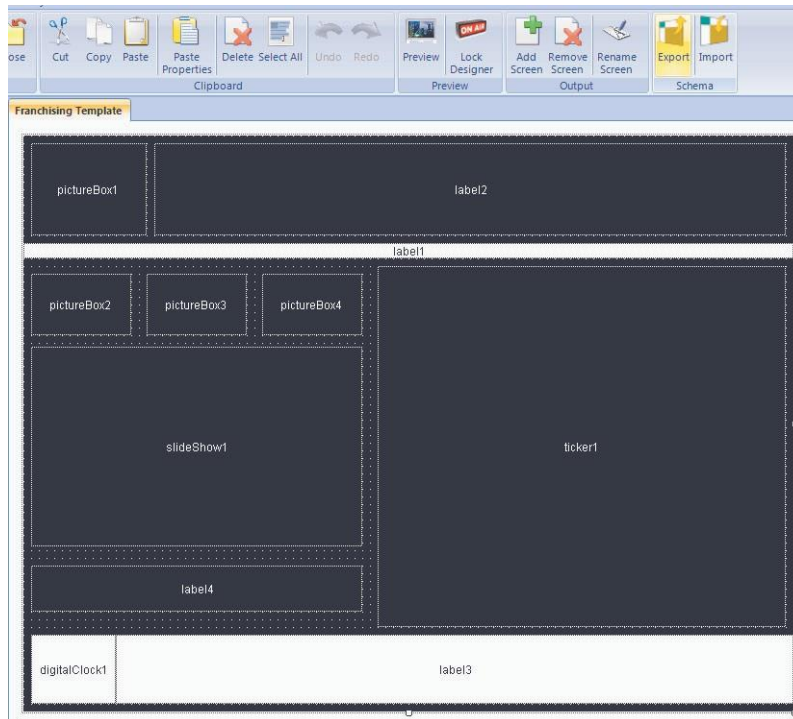 ose Cut Copy Paste Paste Properties Delete Select All Undo Redo Preview Lock Designer Add Screen Remove Screen Rename Screen Export Import
Clipboard Preview Output Schema
Franchising Template
pictureBox1 label2
label1
pictureBox2 pictureBox3 pictureBox4
slideShow1 ticker1
label4
digitalClock1 label3